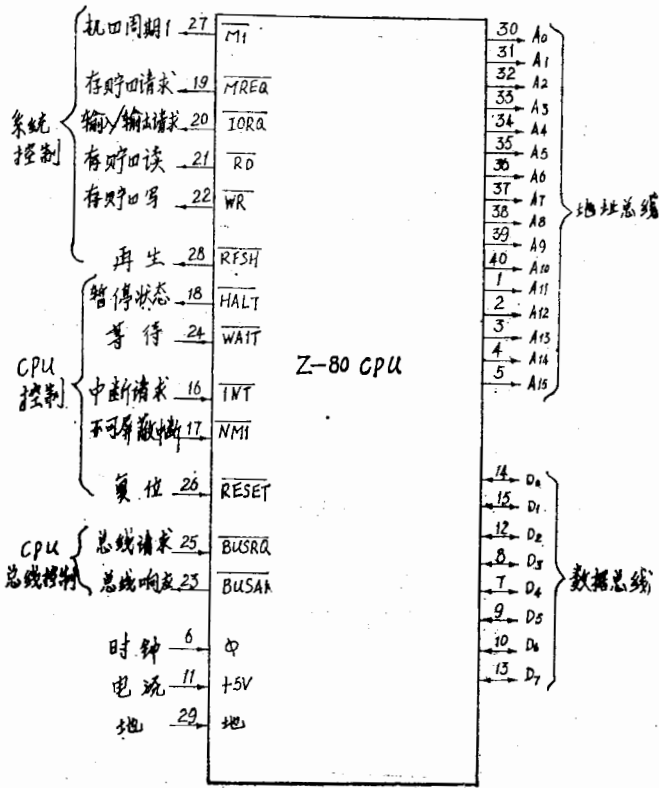 机四周期1 27 M1
存贮四请求 19 MREQ
输入/输出请求 20 IORQ
存贮四读 21 RD
存贮四写 22 WR
再生 28 RFSH
系统
控制
暂停状态 18 HALT
等待 24 WAIT
中断请求 16 INT
不可屏蔽中断 17 NMI
复位 26 RESET
CPU
控制
总线请求 25 BUSRQ
总线响应 23 BUSAK
CPU
总线控制
时钟 6 Φ
电流 11 +5V
地 29 地
Z-80 CPU
30 A0
31 A1
32 A2
33 A3
34 A4
35 A5
36 A6
37 A7
38 A8
39 A9
40 A10
1 A11
2 A12
3 A13
4 A14
5 A15
地址总线
14 D0
15 D1
12 D2
8 D3
7 D4
9 D5
10 D6
13 D7
数据总线